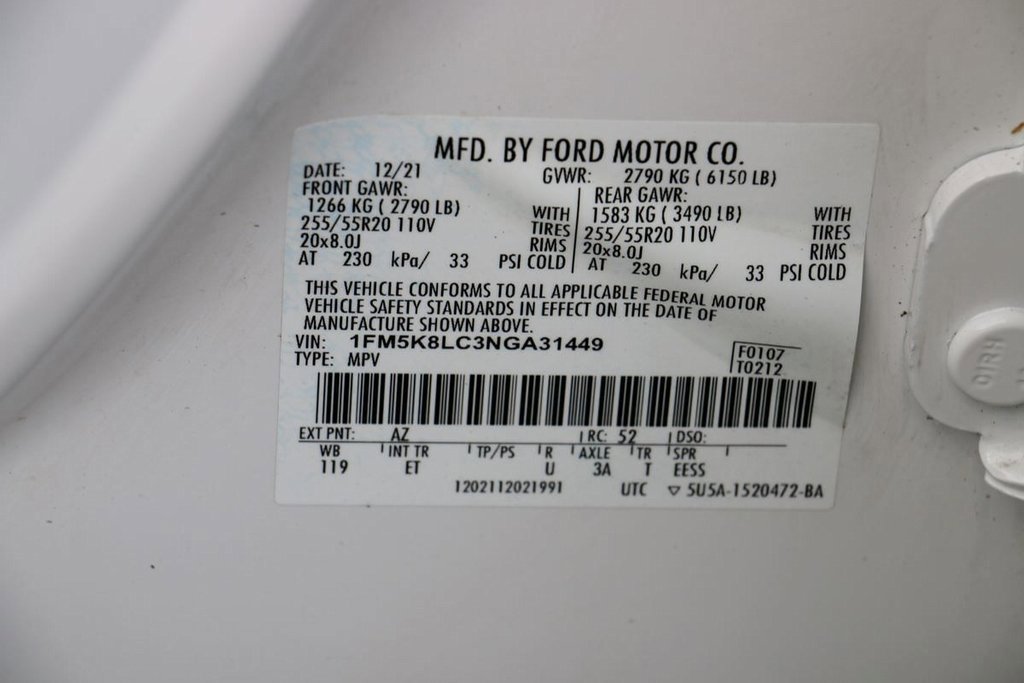 MFD. BY FORD MOTOR CO.
DATE: 12/21 GVWR: 2790 KG ( 6150 LB)
FRONT GAWR: REAR GAWR:
1266 KG ( 2790 LB) WITH 1583 KG ( 3490 LB) WITH
255/55R20 110V TIRES 255/55R20 110V TIRES
20x8.0J RIMS 20x8.0J RIMS
AT 230 kPa/ 33 PSI COLD AT 230 kPa/ 33 PSI COLD
THIS VEHICLE CONFORMS TO ALL APPLICABLE FEDERAL MOTOR
VEHICLE SAFETY STANDARDS IN EFFECT ON THE DATE OF
MANUFACTURE SHOWN ABOVE.
VIN: 1FM5K8LC3NGA31449
TYPE: MPV
F0107
T0212
EXT PNT: AZ RC: 52 DSO:
WB INT TR TP/PS R AXLE TR SPR
119 ET U 3A T EESS
1202112021991 UTC ▽ 5U5A-1520472-BA